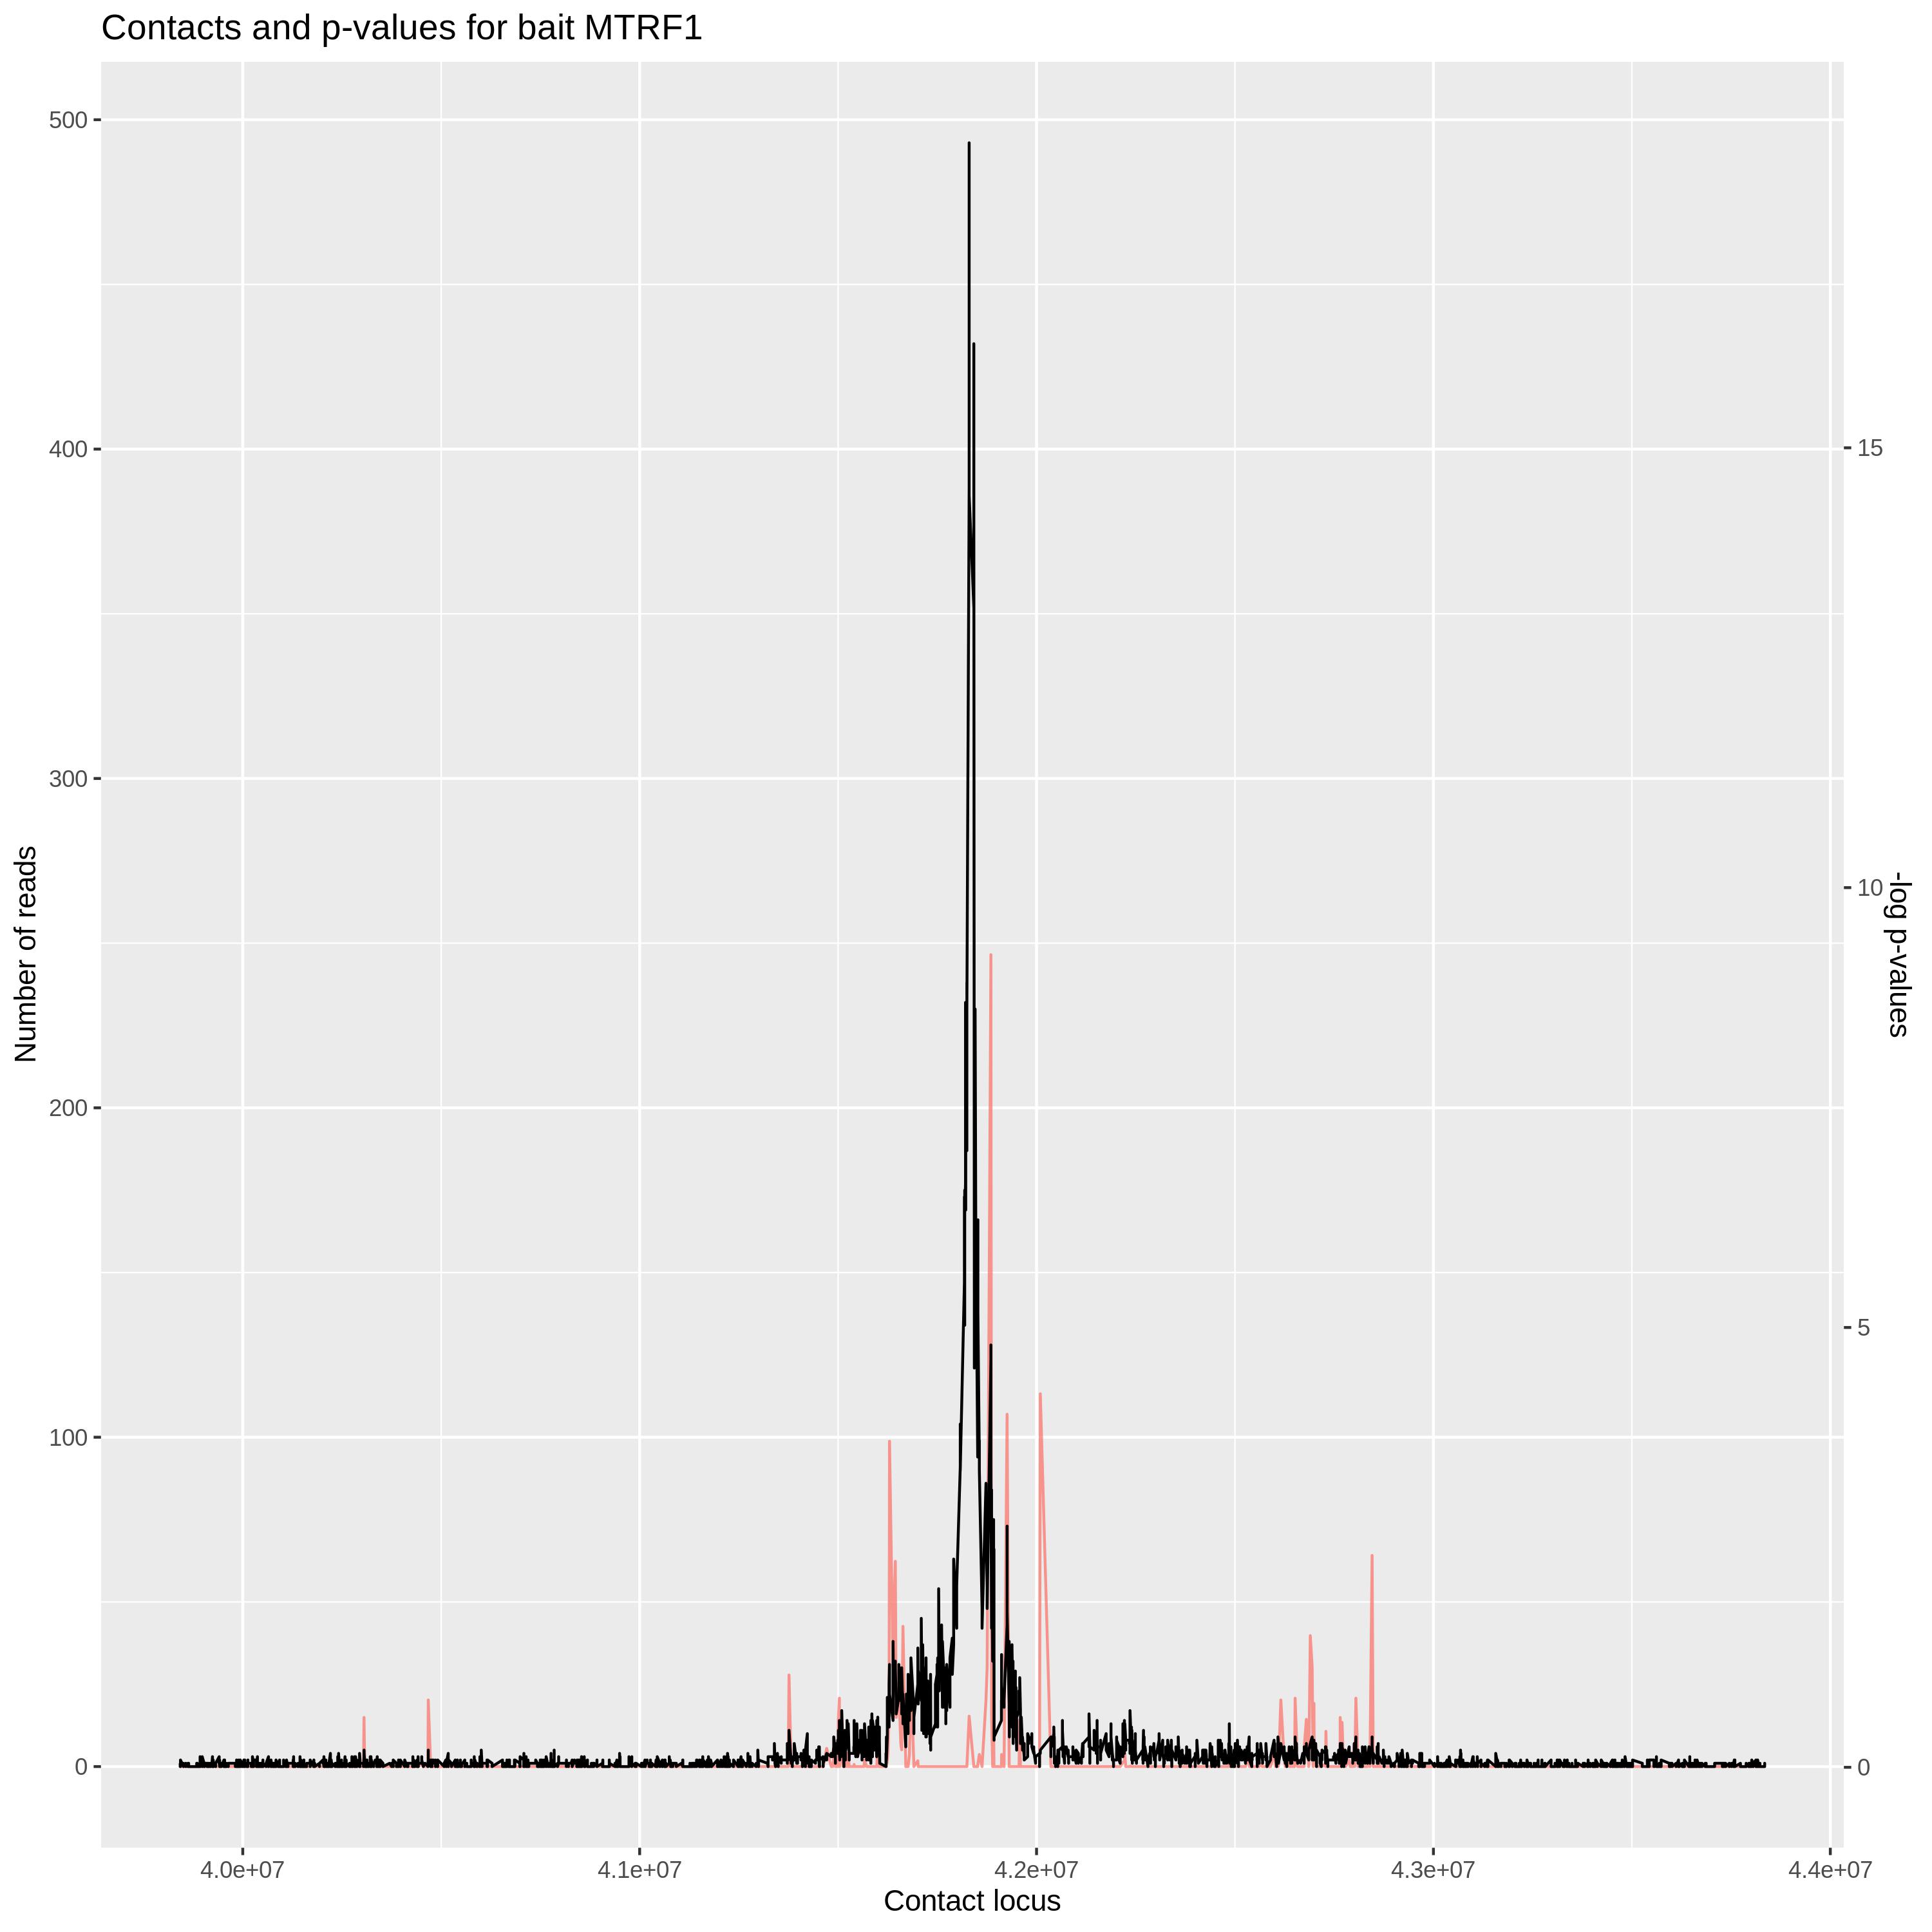 Contacts and p-values for bait MTRF1
500
400
300
200
100
0
Number of reads
15
10
5
0
-log p-values
4.0e+07
4.1e+07
4.2e+07
4.3e+07
4.4e+07
Contact locus